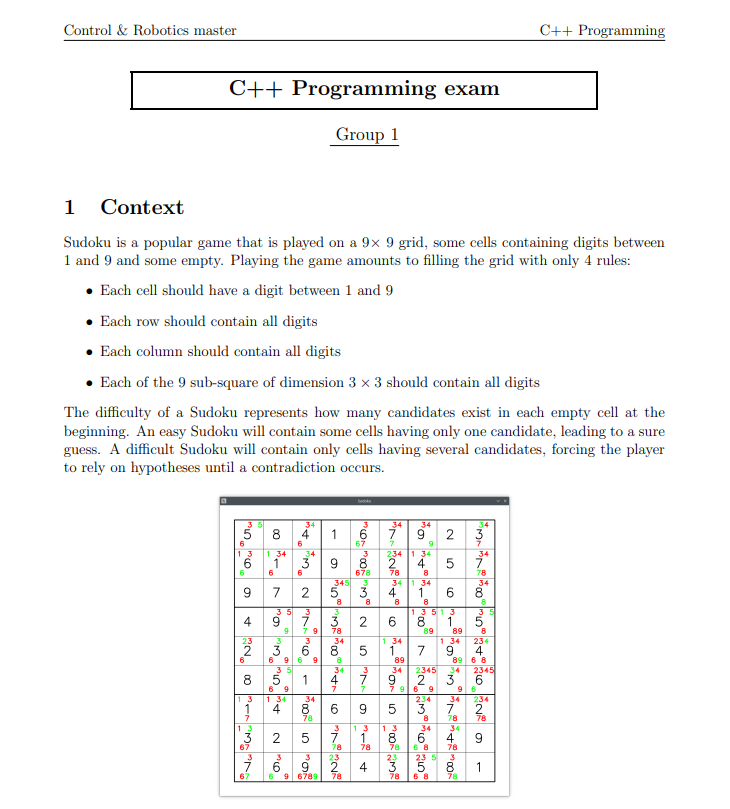 Control & Robotics master C++ Programming
C++ Programming exam
Group 1
1 Context
Sudoku is a popular game that is played on a 9× 9 grid, some cells containing digits between
1 and 9 and some empty. Playing the game amounts to filling the grid with only 4 rules:
• Each cell should have a digit between 1 and 9
• Each row should contain all digits
• Each column should contain all digits
• Each of the 9 sub-square of dimension 3 × 3 should contain all digits
The difficulty of a Sudoku represents how many candidates exist in each empty cell at the
beginning. An easy Sudoku will contain some cells having only one candidate, leading to a sure
guess. A difficult Sudoku will contain only cells having several candidates, forcing the player
to rely on hypotheses until a contradiction occurs.
Sudoku
5 8 4 1 6 7 9 2 3
6 1 3 9 8 2 4 5 7
9 7 2 5 3 4 1 6 8
4 9 7 3 2 6 8 1 5
2 3 6 8 5 1 7 9 4
8 5 1 4 7 9 2 3 6
1 4 8 6 9 5 3 7 2
3 2 5 7 1 8 6 4 9
7 6 9 2 4 3 5 8 1